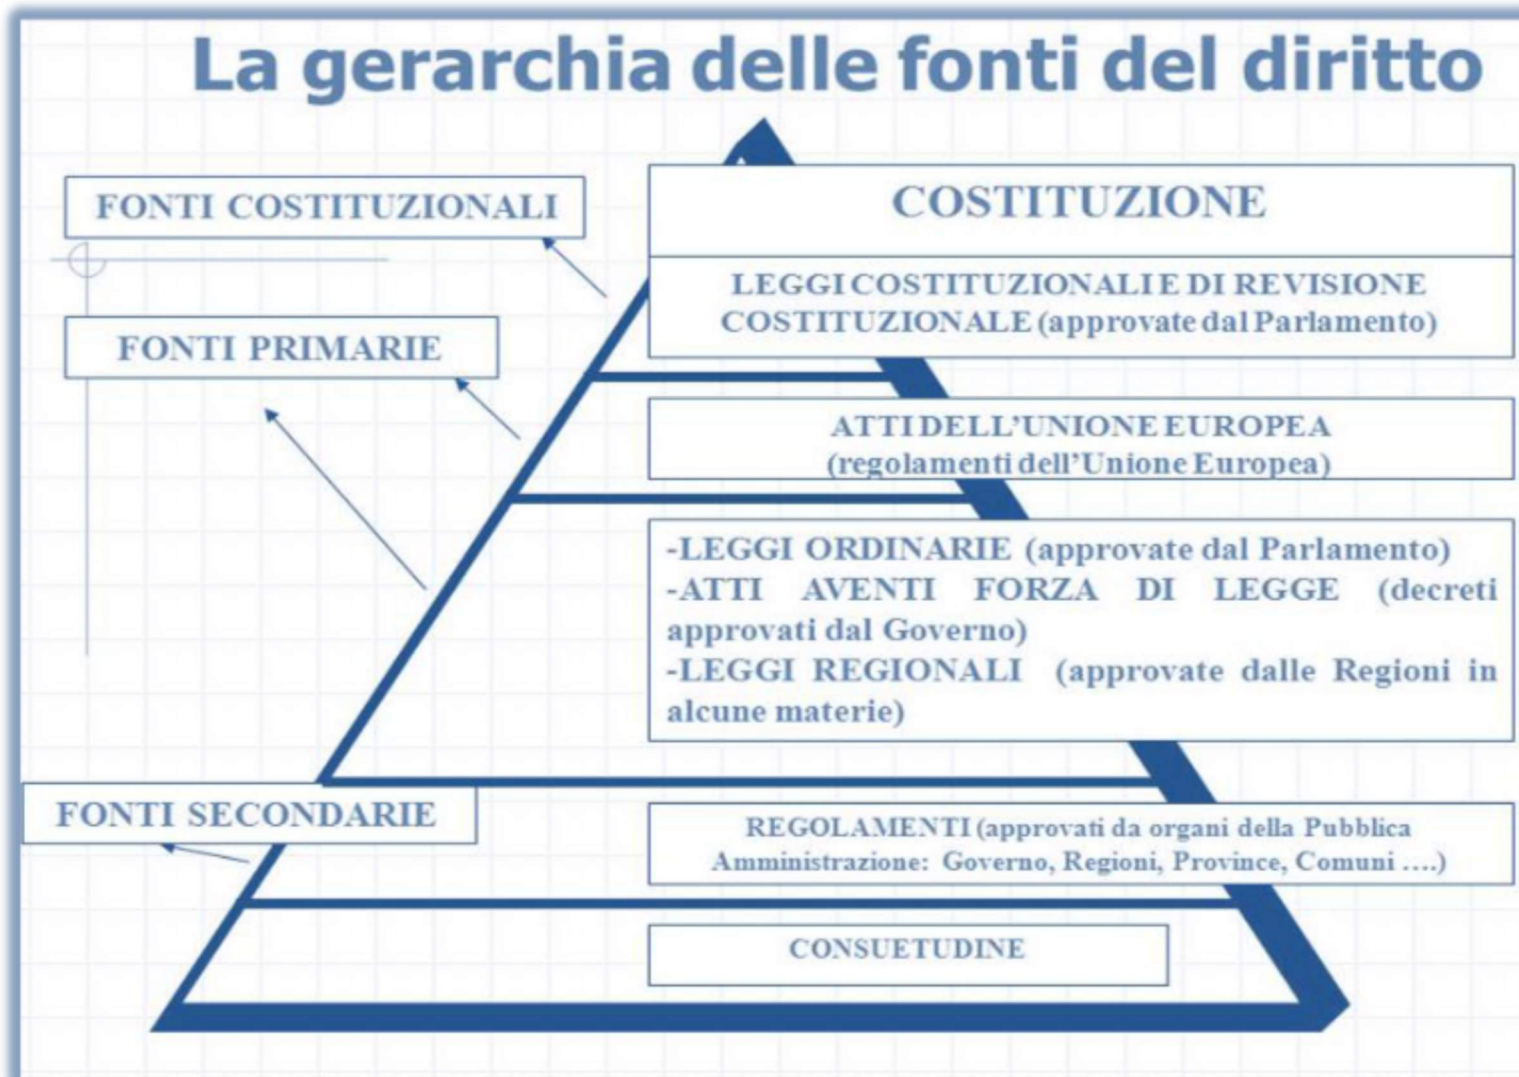 La gerarchia delle fonti del diritto
FONTI COSTITUZIONALI
COSTITUZIONE
LEGGI COSTITUZIONALI E DI REVISIONE
COSTITUZIONALE (approvate dal Parlamento)
FONTI PRIMARIE
ATTI DELL'UNIONE EUROPEA
(regolamenti dell'Unione Europea)
-LEGGI ORDINARIE (approvate dal Parlamento)
-ATTI AVENTI FORZA DI LEGGE (decreti
approvati dal Governo)
-LEGGI REGIONALI (approvate dalle Regioni in
alcune materie)
FONTI SECONDARIE
REGOLAMENTI (approvati da organi della Pubblica
Amministrazione: Governo, Regioni, Province, Comuni ….)
CONSUETUDINE